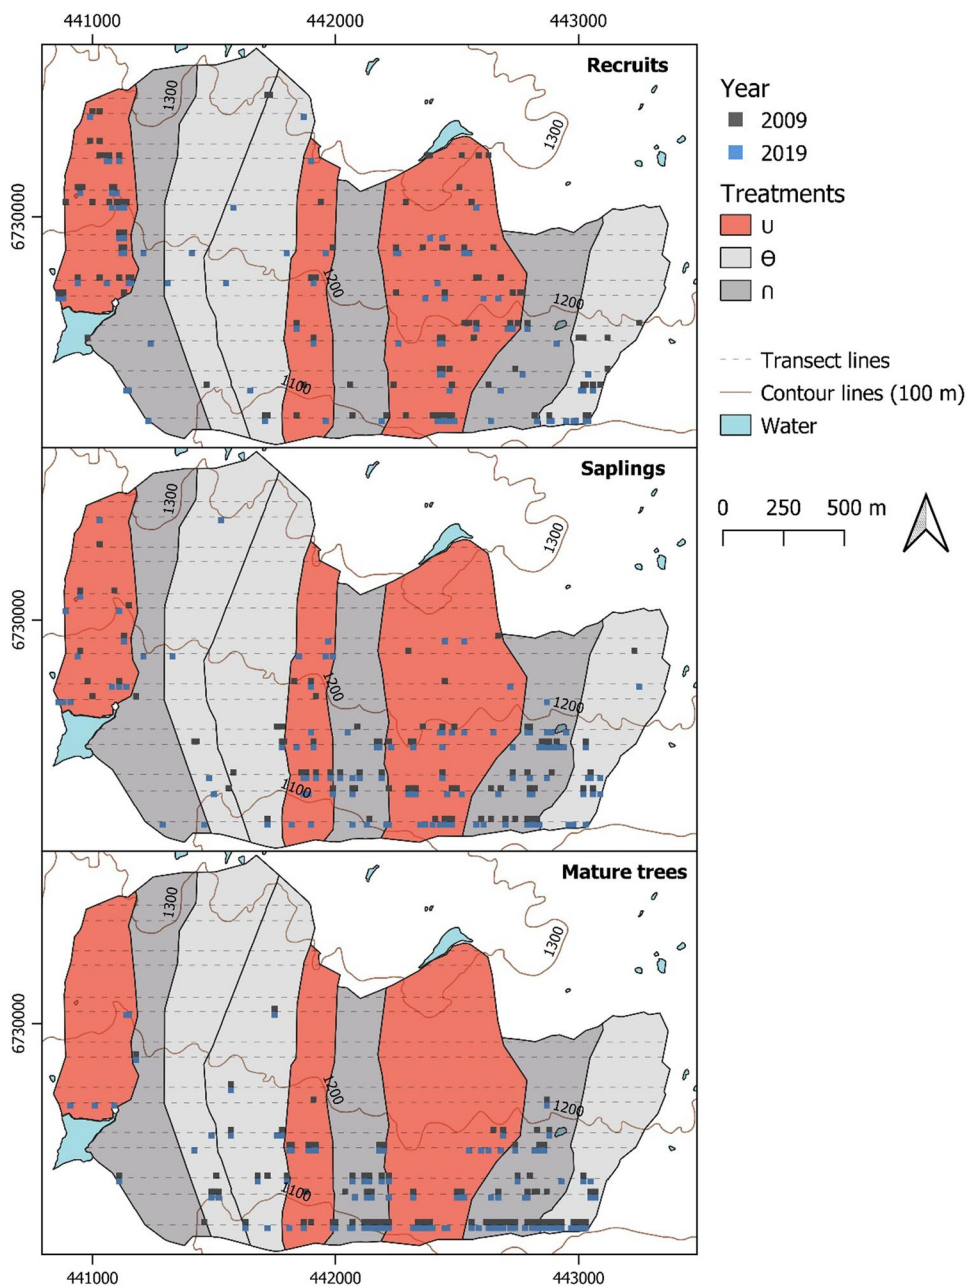 441000 442000 443000
Recruits
1300
1300
6730000
1200
1200
1100
Year
2009
2019
Treatments
U
Ө
∩
Transect lines
Contour lines (100 m)
Water
0 250 500 m
Saplings
1300
1300
6730000
1200
1200
1100
Mature trees
1300
1300
6730000
1200
1200
1100
441000 442000 443000